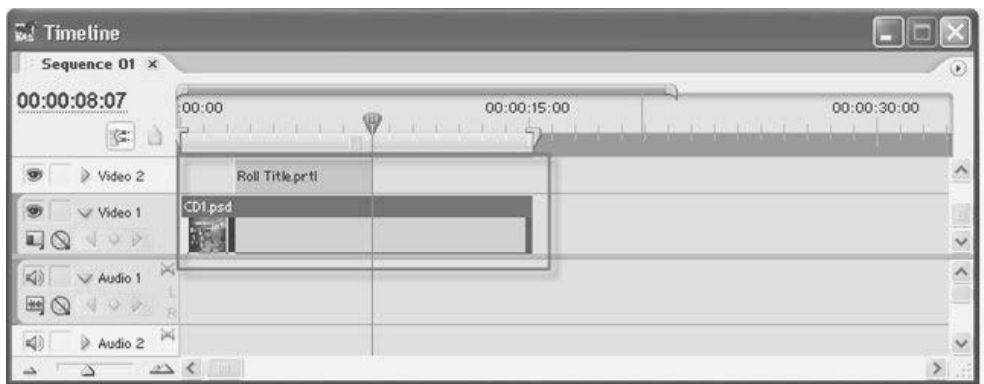 Timeline
Sequence 01
00:00:08:07
:00:00 00:00:15:00 00:00:30:00
Video 2
Roll Title.prtl
Video 1
CD1.psd
Audio 1
L
R
Audio 2